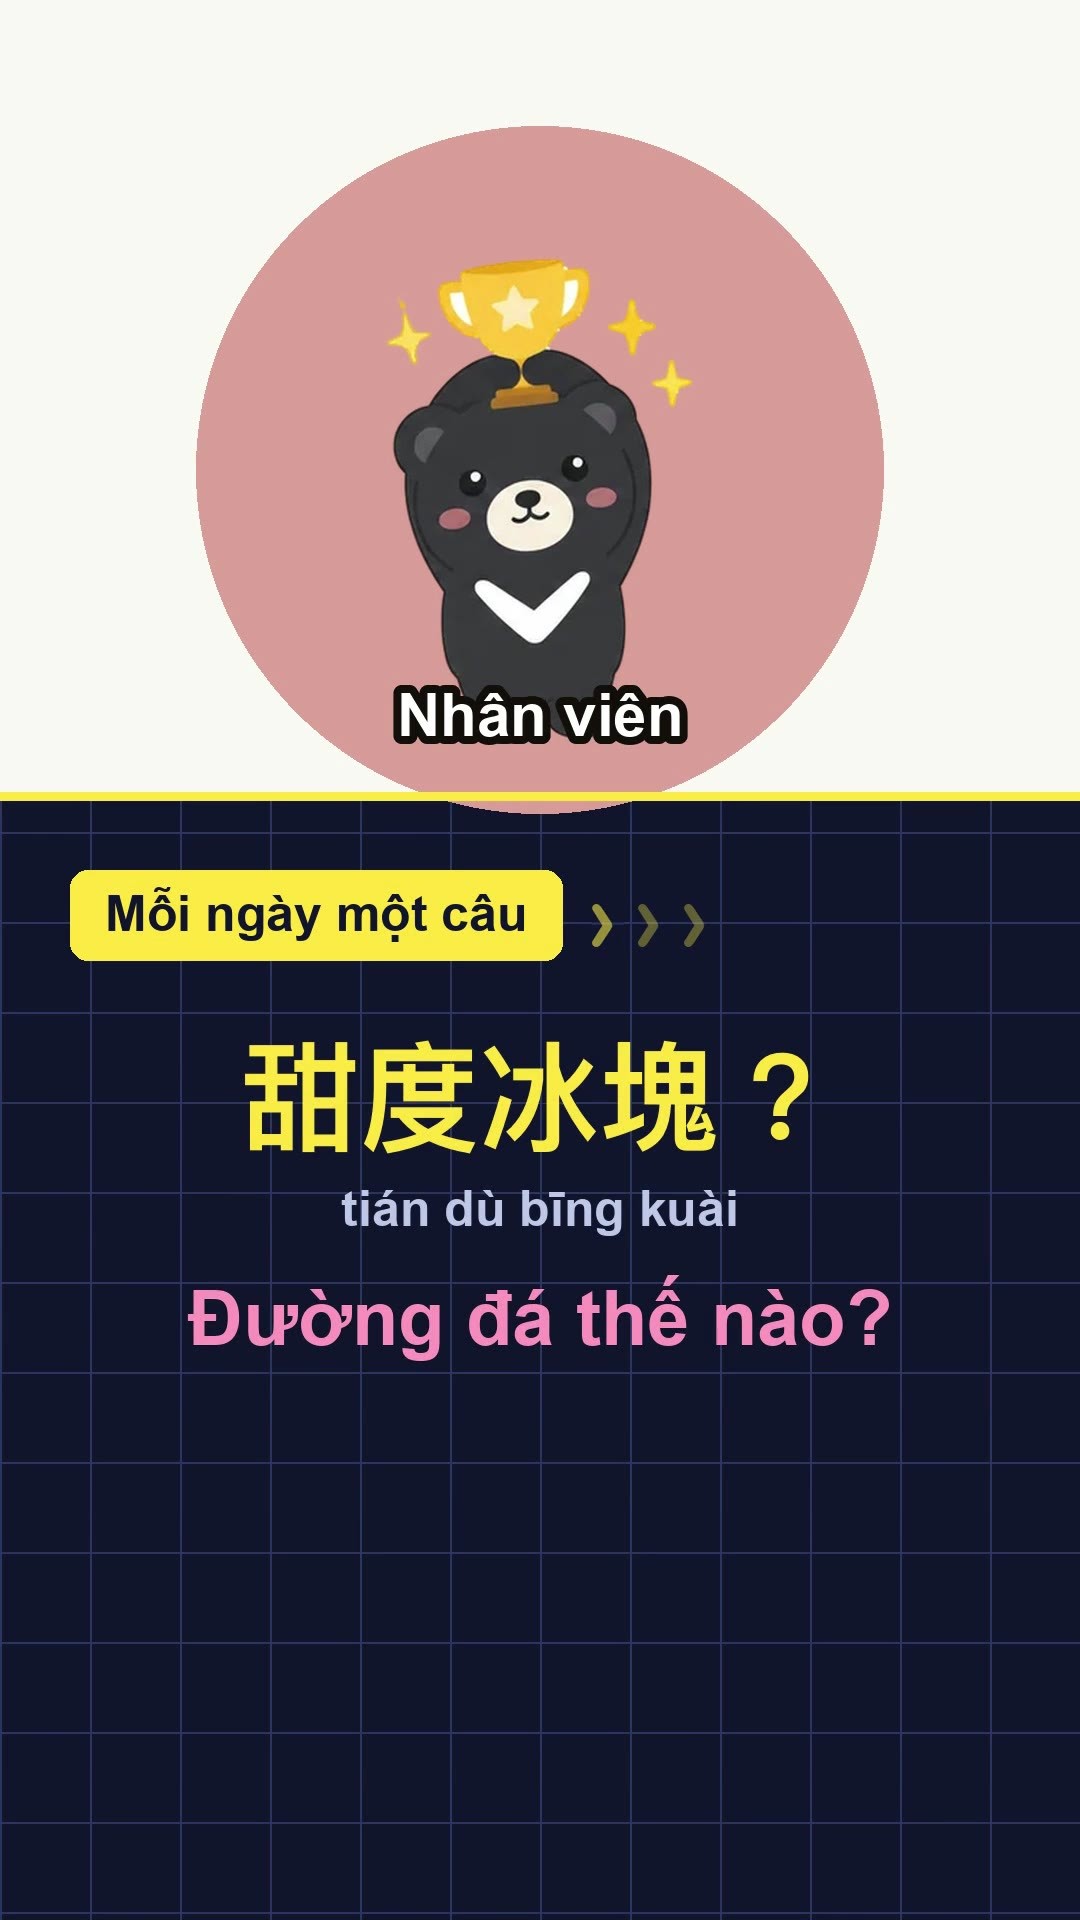 Nhân viên
Mỗi ngày một câu
甜度冰塊？
tián dù bīng kuài
Đường đá thế nào?